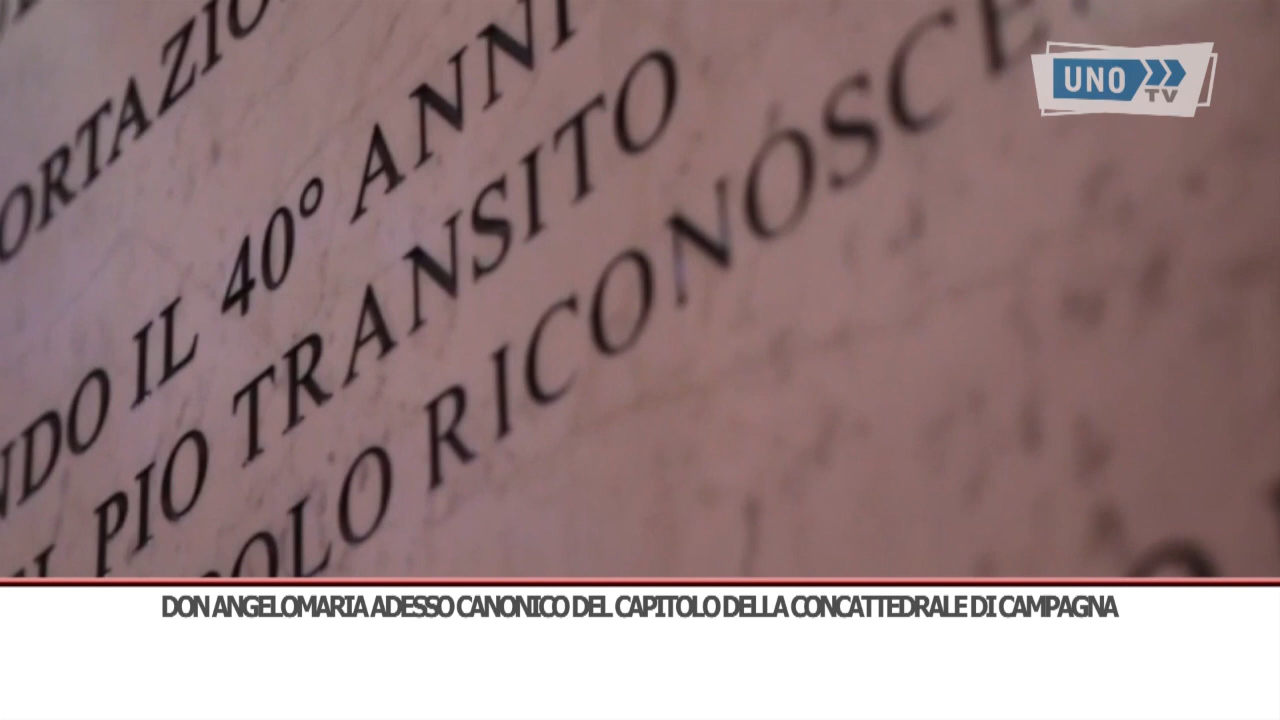 UNO
TV
ORTAZIO
NDO IL 40° ANNI
PIO TRANSITO
OLO RICONOSCE
DON ANGELOMARIA ADESSO CANONICO DEL CAPITOLO DELLA CONCATTEDRALE DI CAMPAGNA